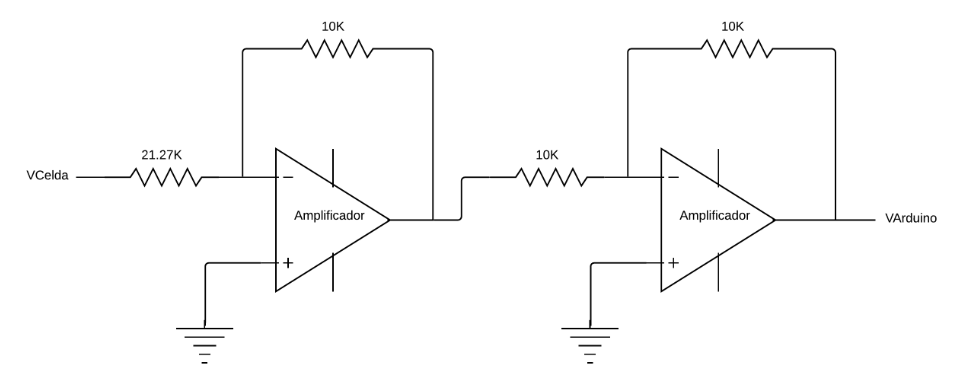 10K
10K
21.27K
10K
VCelda
−
−
Amplificador
Amplificador
VArduino
+
+